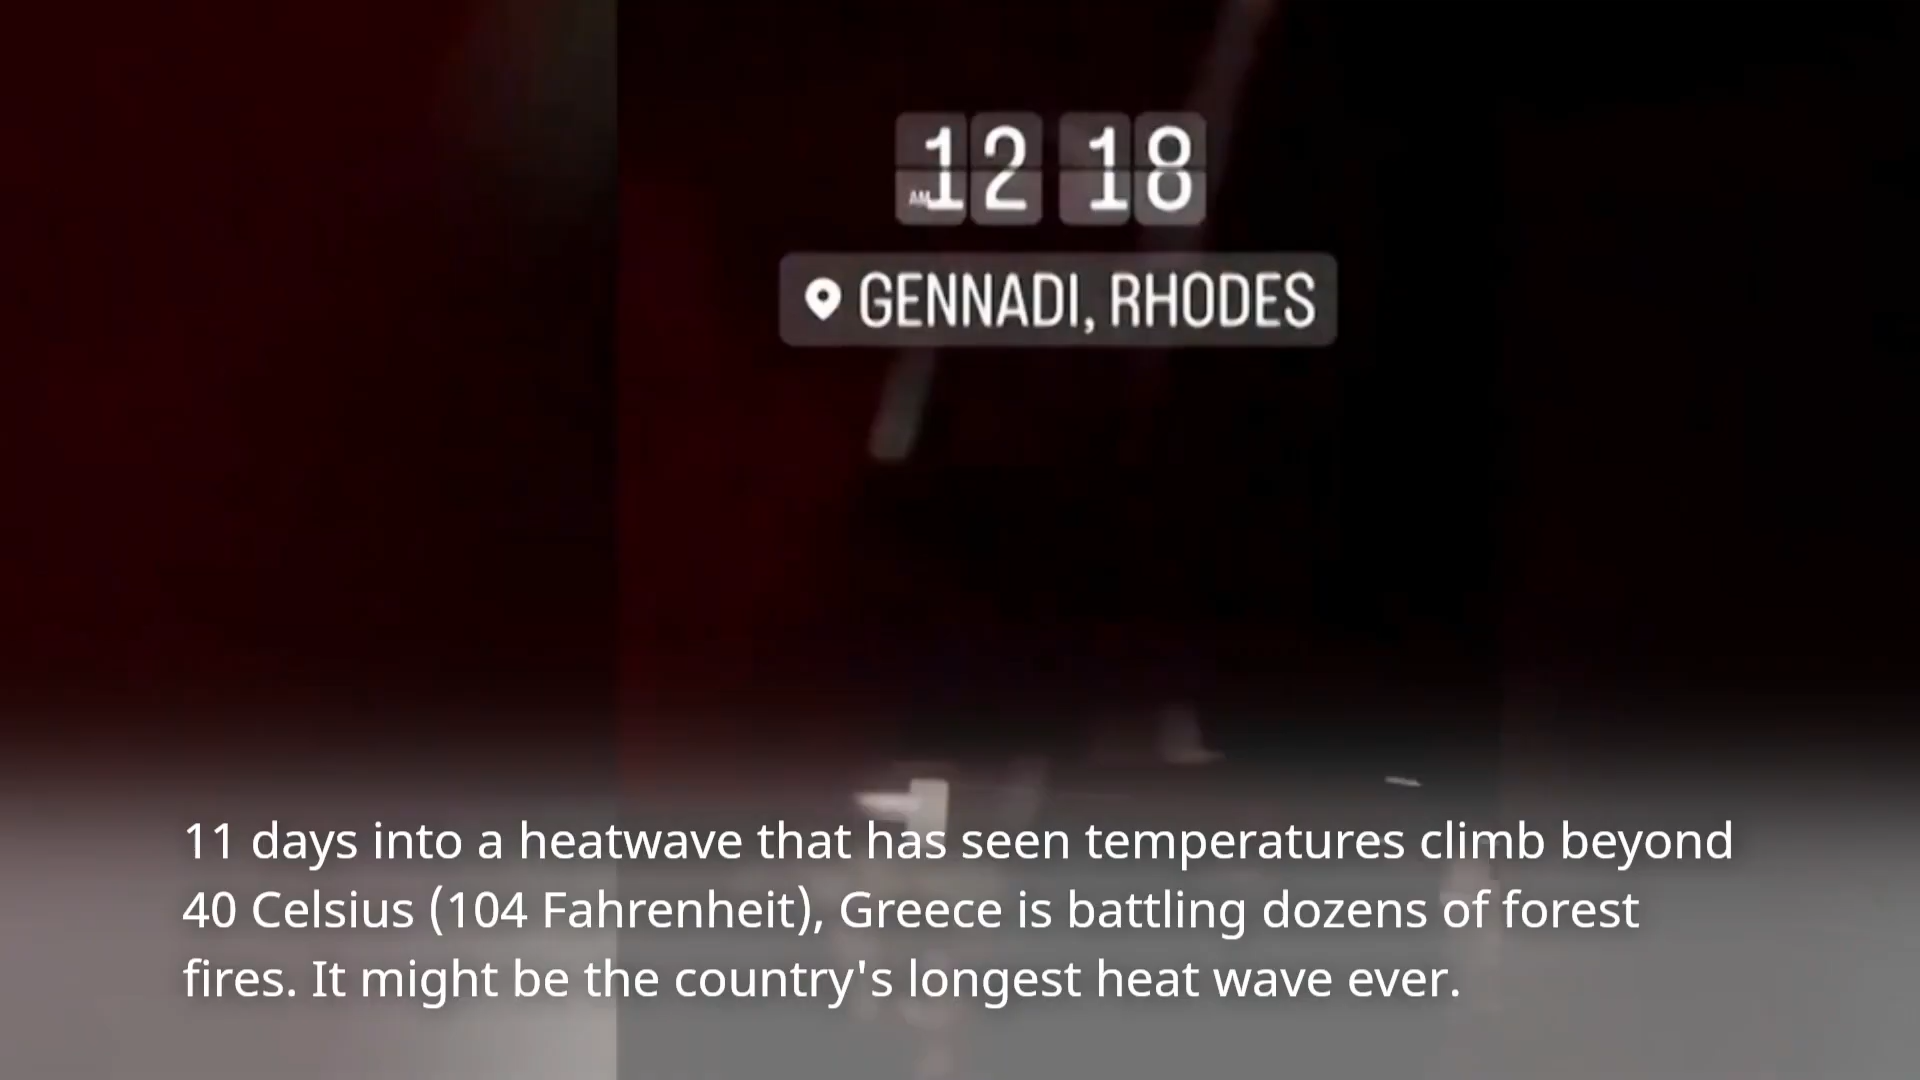 AM 12 18
GENNADI, RHODES
11 days into a heatwave that has seen temperatures climb beyond
40 Celsius (104 Fahrenheit), Greece is battling dozens of forest
fires. It might be the country's longest heat wave ever.